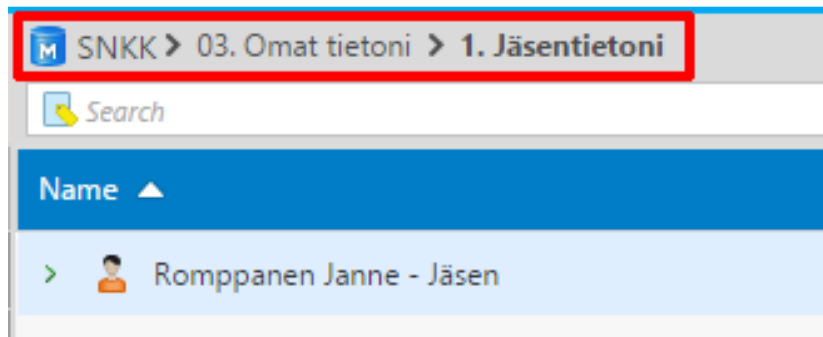 M SNKK > 03. Omat tietoni > 1. Jäsentietoni
Search
Name
Romppanen Janne - Jäsen